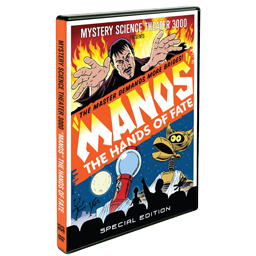 MYSTERY SCIENCE THEATER 3000
PRESENTS
THE MASTER DEMANDS MORE BRIDES!
"MANOS"
THE HANDS OF FATE
SPECIAL EDITION
MYSTERY SCIENCE THEATER 3000 "MANOS" THE HANDS OF FATE